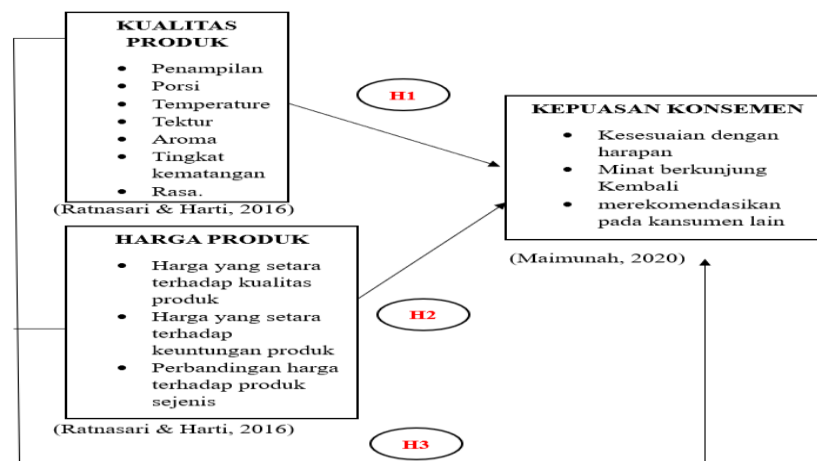 KUALITAS
PRODUK
• Penampilan
• Porsi
• Temperature
• Tektur
• Aroma
• Tingkat
kematangan
• Rasa.
(Ratnasari & Harti, 2016)
H1
KEPUASAN KONSEMEN
• Kesesuaian dengan
harapan
• Minat berkunjung
Kembali
• merekomendasikan
pada kansumen lain
(Maimunah, 2020)
HARGA PRODUK
• Harga yang setara
terhadap kualitas
produk
• Harga yang setara
terhadap
keuntungan produk
• Perbandingan harga
terhadap produk
sejenis
(Ratnasari & Harti, 2016)
H2
H3